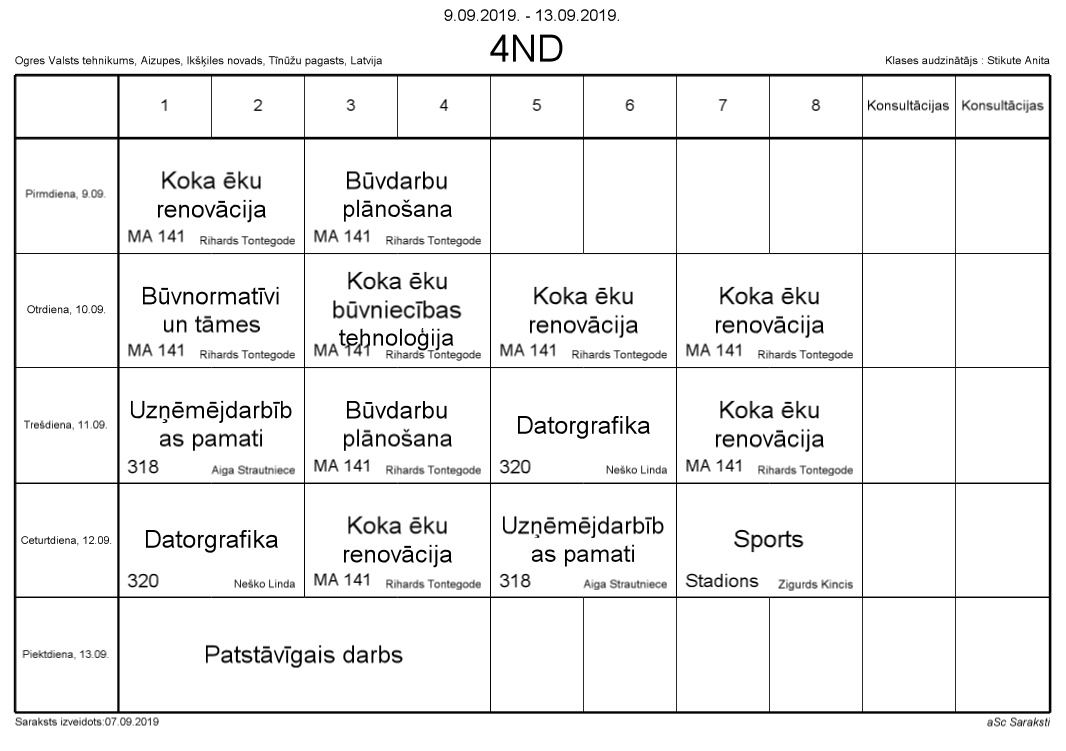 9.09.2019. - 13.09.2019.
4ND
Ogres Valsts tehnikums, Aizupes, Ikšķiles novads, Tīnūžu pagasts, Latvija
Klases audzinātājs : Stikute Anita
1 2 3 4 5 6 7 8 Konsultācijas Konsultācijas
Pirmdiena, 9.09.
Koka ēku
renovācija
MA 141 Rihards Tontegode
Būvdarbu
plānošana
MA 141 Rihards Tontegode
Otrdiena, 10.09.
Būvnormatīvi
un tāmes
MA 141 Rihards Tontegode
Koka ēku
būvniecības
tehnoloģija
MA 141 Rihards Tontegode
Koka ēku
renovācija
MA 141 Rihards Tontegode
Koka ēku
renovācija
MA 141 Rihards Tontegode
Trešdiena, 11.09.
Uzņēmējdarbīb
as pamati
318 Aiga Strautniece
Būvdarbu
plānošana
MA 141 Rihards Tontegode
Datorgrafika
320 Neško Linda
Koka ēku
renovācija
MA 141 Rihards Tontegode
Ceturtdiena, 12.09.
Datorgrafika
320 Neško Linda
Koka ēku
renovācija
MA 141 Rihards Tontegode
Uzņēmējdarbīb
as pamati
318 Aiga Strautniece
Sports
Stadions Zigurds Kincis
Piektdiena, 13.09.
Patstāvīgais darbs
Saraksts izveidots:07.09.2019
aSc Saraksti